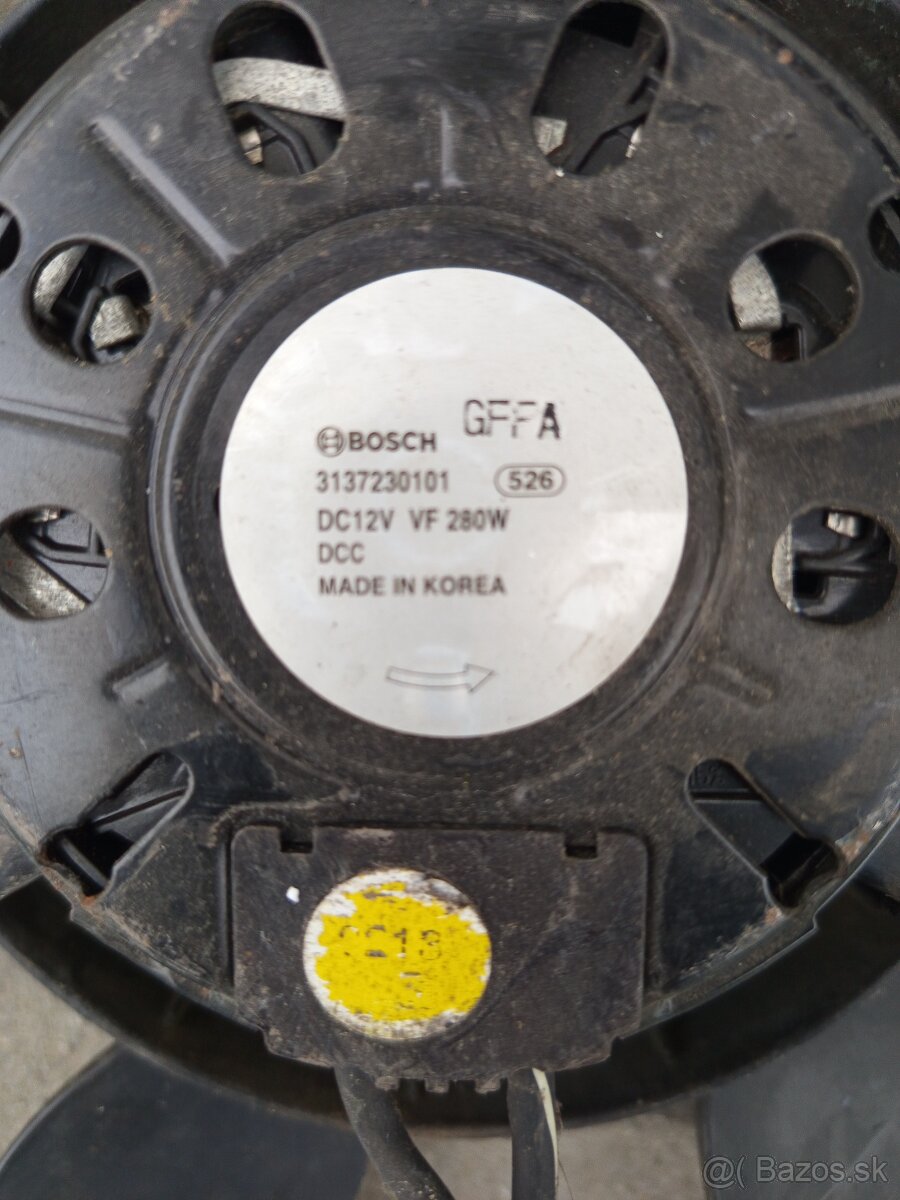 GFFA
BOSCH
3137230101 526
DC12V VF 280W
DCC
MADE IN KOREA
@( Bazos.sk